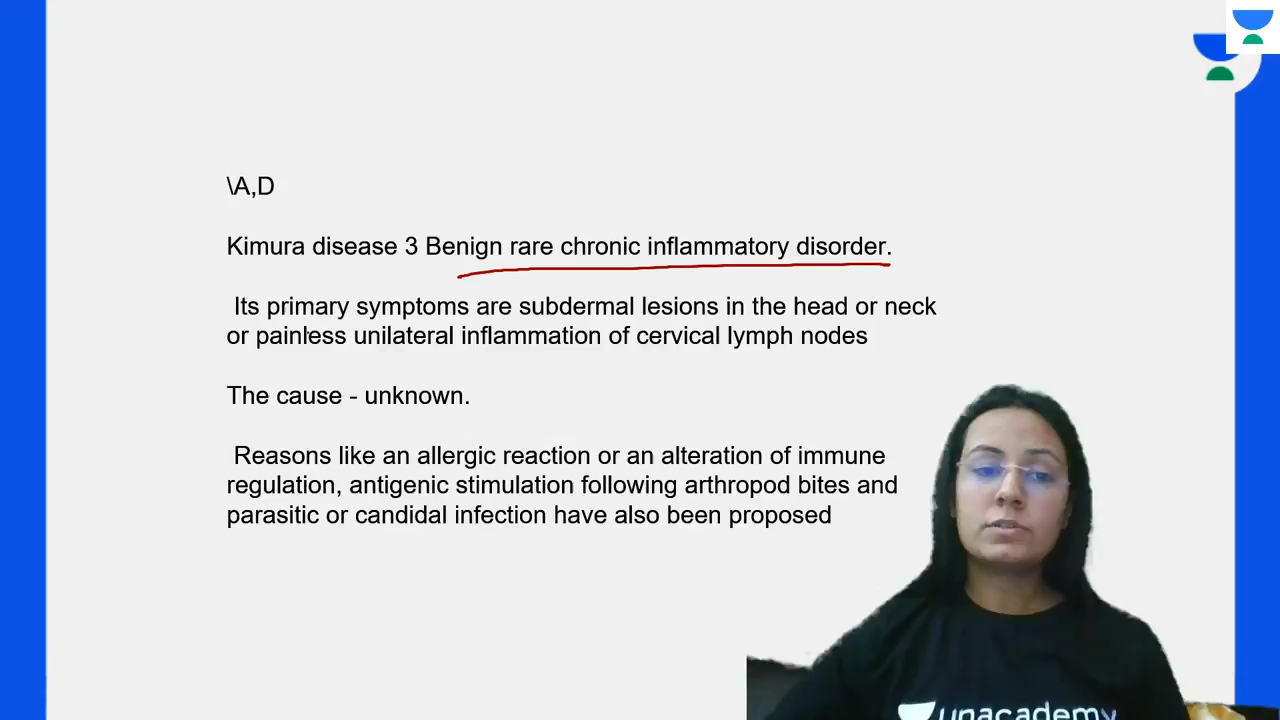 \A,D
Kimura disease 3 Benign rare chronic inflammatory disorder.
Its primary symptoms are subdermal lesions in the head or neck
or painless unilateral inflammation of cervical lymph nodes
The cause - unknown.
Reasons like an allergic reaction or an alteration of immune
regulation, antigenic stimulation following arthropod bites and
parasitic or candidal infection have also been proposed
unacademy